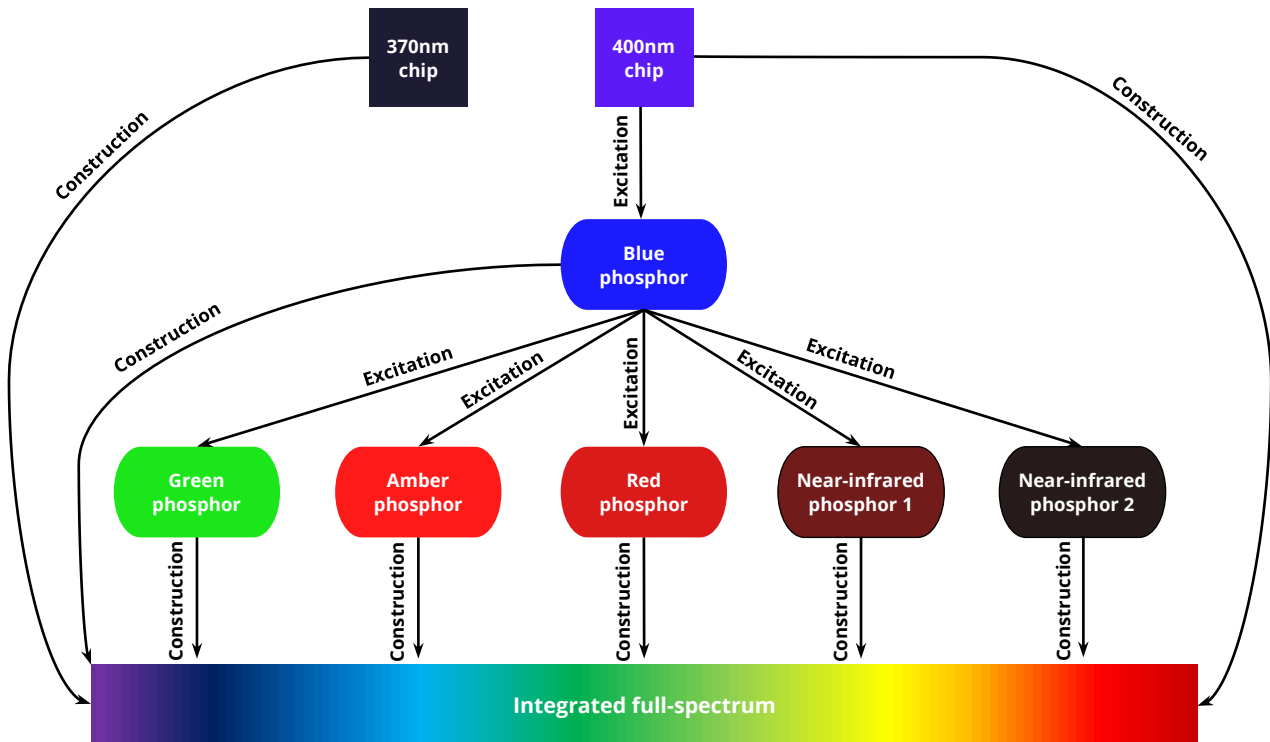 370nm
chip
400nm
chip
Construction
Construction
Excitation
Blue
phosphor
Construction
Excitation
Excitation
Excitation
Excitation
Excitation
Green
phosphor
Amber
phosphor
Red
phosphor
Near-infrared
phosphor 1
Near-infrared
phosphor 2
Construction
Construction
Construction
Construction
Construction
Integrated full-spectrum